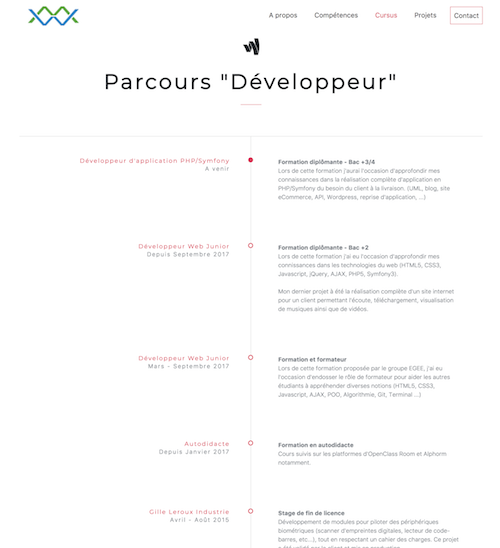 A propos Compétences Cursus Projets Contact
Parcours "Développeur"
Développeur d'application PHP/Symfony
A venir
Formation diplômante - Bac +3/4
Lors de cette formation j'aurai l'occasion d'approfondir mes
connaissances dans la réalisation complète d'application en
PHP/Symfony du besoin du client à la livraison. (UML, blog, site
eCommerce, API, Wordpress, reprise d'application, ...)
Développeur Web Junior
Depuis Septembre 2017
Formation diplômante - Bac +2
Lors de cette formation j'ai eu l'occasion d'approfondir mes
connissances dans les technologies du web (HTML5, CSS3,
Javascript, jQuery, AJAX, PHP5, Symfony3).
Mon dernier projet à été la réalisation complète d'un site internet
pour un client permettant l'écoute, téléchargement, visualisation
de musiques ainsi que de vidéos.
Développeur Web Junior
Mars - Septembre 2017
Formation et formateur
Lors de cette formation proposée par le groupe EGEE, j'ai eu
l'occasion d'endosser le rôle de formateur pour aider les autres
étudiants à appréhender diverses notions (HTML5, CSS3,
Javascript, AJAX, POO, Algorithmie, Git, Terminal ...)
Autodidacte
Depuis Janvier 2017
Formation en autodidacte
Cours suivis sur les platformes d'OpenClass Room et Alphorm
notamment.
Gille Leroux Industrie
Avril - Août 2015
Stage de fin de licence
Développement de modules pour piloter des périphériques
biométriques (scanner d'empreintes digitales, lecteur de code-
barres, etc...), tout en respectant un cahier des charges. Ce projet